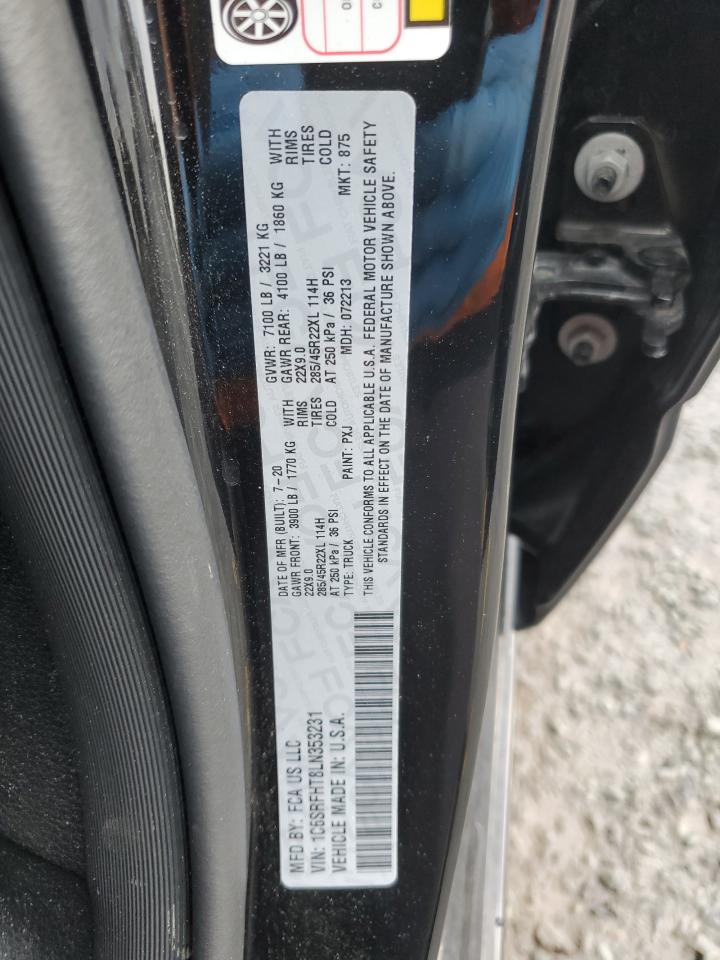 MFD BY: FCA US LLC
VIN: 1C6SRFHT8LN353231
VEHICLE MADE IN: U.S.A.
DATE OF MFR (BUILT): 7-20 GVWR: 7100 LB / 3221 KG
GAWR FRONT: 3900 LB / 1770 KG WITH GAWR REAR: 4100 LB / 1860 KG WITH
22X9.0 RIMS 22X9.0 RIMS
285/45R22XL 114H TIRES 285/45R22XL 114H TIRES
AT 250 kPa / 36 PSI COLD AT 250 kPa / 36 PSI COLD
TYPE: TRUCK PAINT: PXJ MDH: 072213 MKT: 875
THIS VEHICLE CONFORMS TO ALL APPLICABLE U.S.A. FEDERAL MOTOR VEHICLE SAFETY
STANDARDS IN EFFECT ON THE DATE OF MANUFACTURE SHOWN ABOVE.